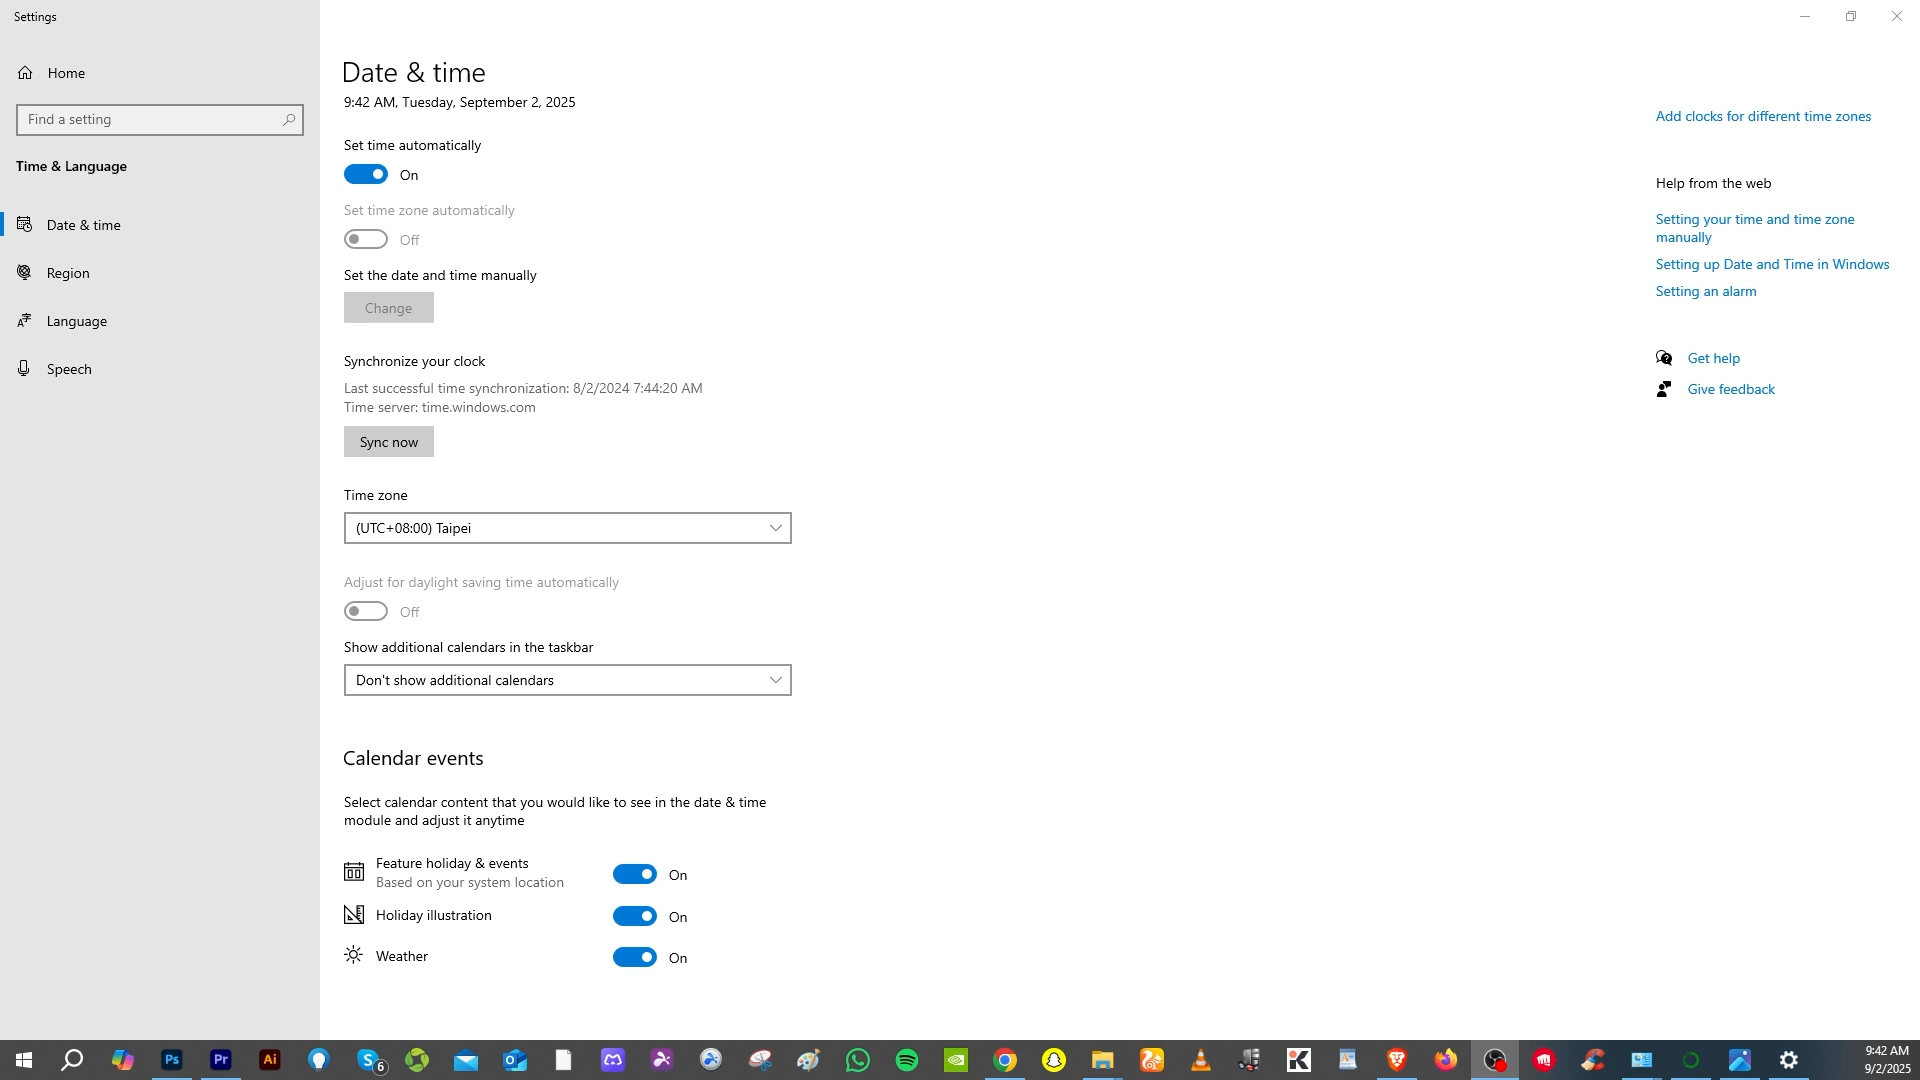 Settings
Home
Find a setting
Time & Language
Date & time
Region
Language
Speech
Date & time
9:42 AM, Tuesday, September 2, 2025
Set time automatically
On
Set time zone automatically
Off
Set the date and time manually
Change
Synchronize your clock
Last successful time synchronization: 8/2/2024 7:44:20 AM
Time server: time.windows.com
Sync now
Time zone
(UTC+08:00) Taipei
Adjust for daylight saving time automatically
Off
Show additional calendars in the taskbar
Don't show additional calendars
Calendar events
Select calendar content that you would like to see in the date & time
module and adjust it anytime
Feature holiday & events
Based on your system location
On
Holiday illustration
On
Weather
On
Add clocks for different time zones
Help from the web
Setting your time and time zone
manually
Setting up Date and Time in Windows
Setting an alarm
Get help
Give feedback
Ps
Pr
Ai
S
6
K
9:42 AM
9/2/2025